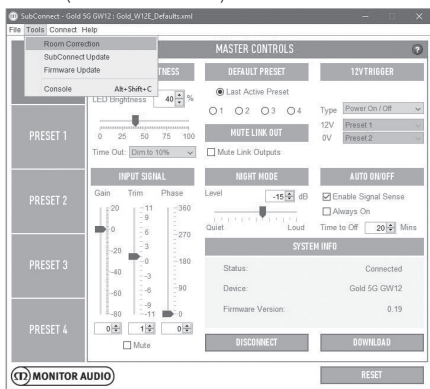 SubConnect - Gold 5G GW12 : Gold_W12E_Defaults.xml
File Tools Connect Help
Room Correction
SubConnect Update
Firmware Update
Console Alt+Shift+C
MASTER CONTROLS
?
TNESS
LED Brightness 40 %
0 25 50 75 100
Time Out: Dim to 10%
DEFAULT PRESET
Last Active Preset
1 2 3 4
MUTE LINK OUT
Mute Link Outputs
12V TRIGGER
Type Power On / Off
12V Preset 1
0V Preset 2
PRESET 1
PRESET 2
PRESET 3
PRESET 4
INPUT SIGNAL
Gain Trim Phase
20 11 360
9
6
0 270
3
-20 0 180
-40 -3
-6 90
-60
-9
-80 -11 0
0 1 0
Mute
NIGHT MODE
Level -15 dB
Quiet Loud
AUTO ON/OFF
Enable Signal Sense
Always On
Time to Off 20 Mins
SYSTEM INFO
Status: Connected
Device: Gold 5G GW12
Firmware Version: 0.19
DISCONNECT DOWNLOAD
MONITOR AUDIO
RESET